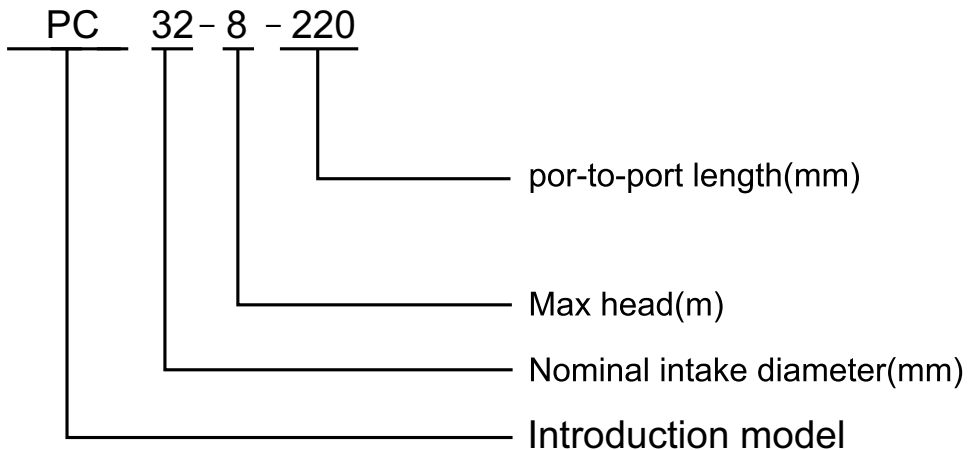 PC 32-8-220
por-to-port length(mm)
Max head(m)
Nominal intake diameter(mm)
Introduction model